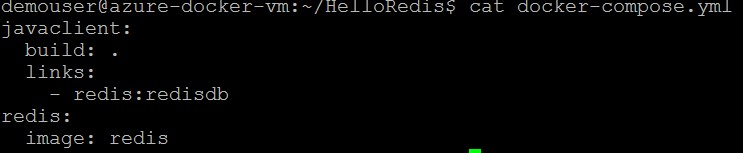 demouser@azure-docker-vm:~/HelloRedis$ cat docker-compose.yml
javaclient:
  build: .
  links:
    - redis:redisdb
redis:
  image: redis